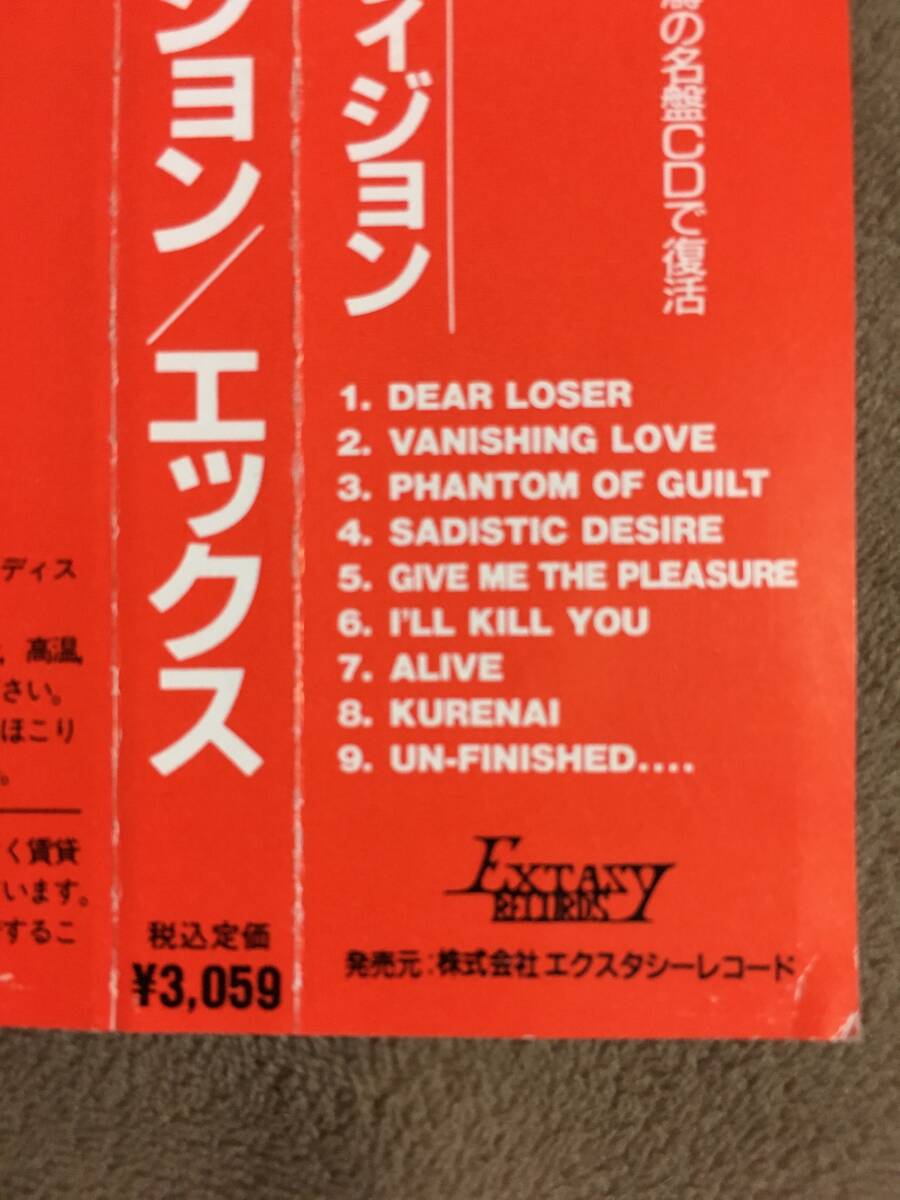 の名盤CDで復活
ィジョン
1. DEAR LOSER
2. VANISHING LOVE
3. PHANTOM OF GUILT
4. SADISTIC DESIRE
5. GIVE ME THE PLEASURE
6. I'LL KILL YOU
7. ALIVE
8. KURENAI
9. UN-FINISHED....
EXTASY
RECORDS
発売元:株式会社エクスタシーレコード
ション/エックス
税込定価
¥3,059
ディス
、高温、
さい。
ほこり
。
く賃貸
います。
するこ